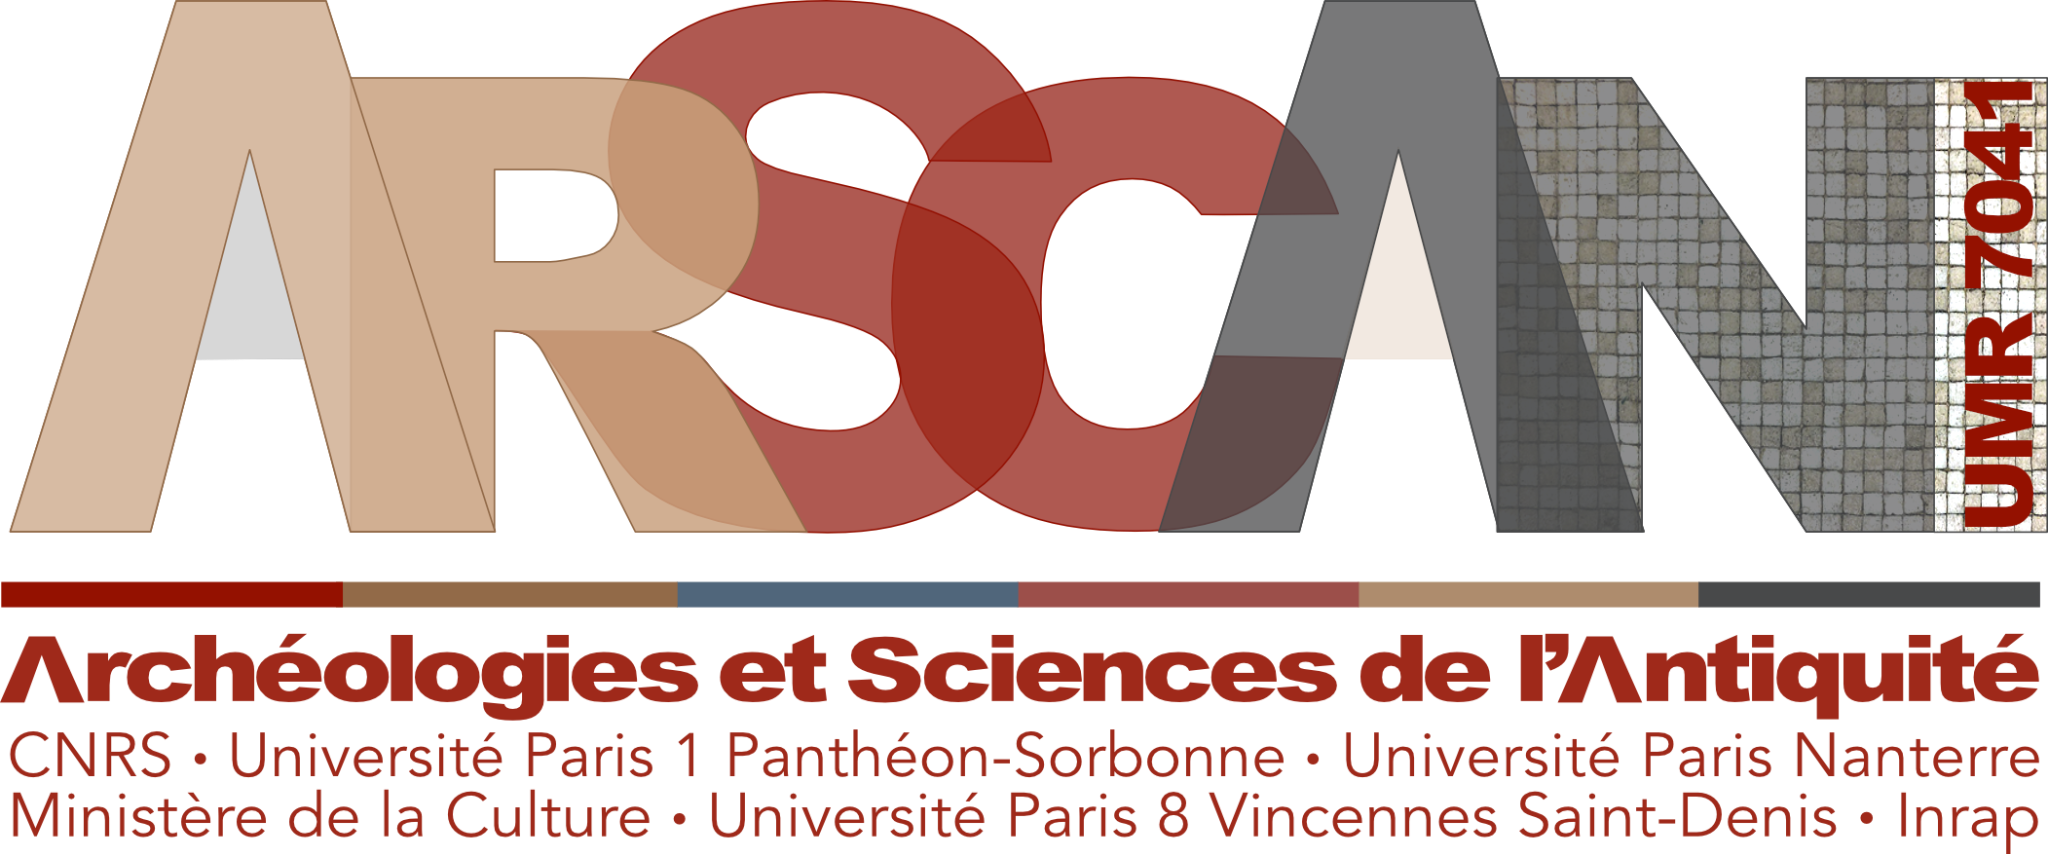 ARSCAN
UMR 7041
Archéologies et Sciences de l’Antiquité
CNRS • Université Paris 1 Panthéon-Sorbonne • Université Paris Nanterre
Ministère de la Culture • Université Paris 8 Vincennes Saint-Denis • Inrap